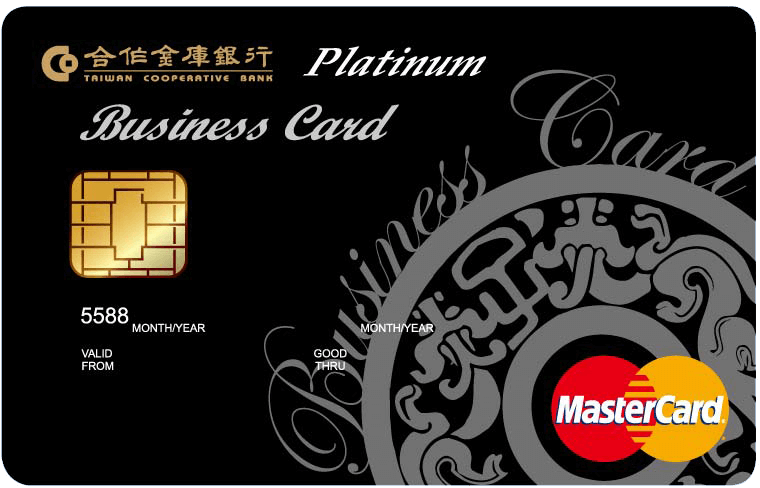 合作金庫銀行 Platinum
TAIWAN COOPERATIVE BANK
Business Card
Business Card
5588
MONTH/YEAR MONTH/YEAR
VALID FROM GOOD THRU
MasterCard